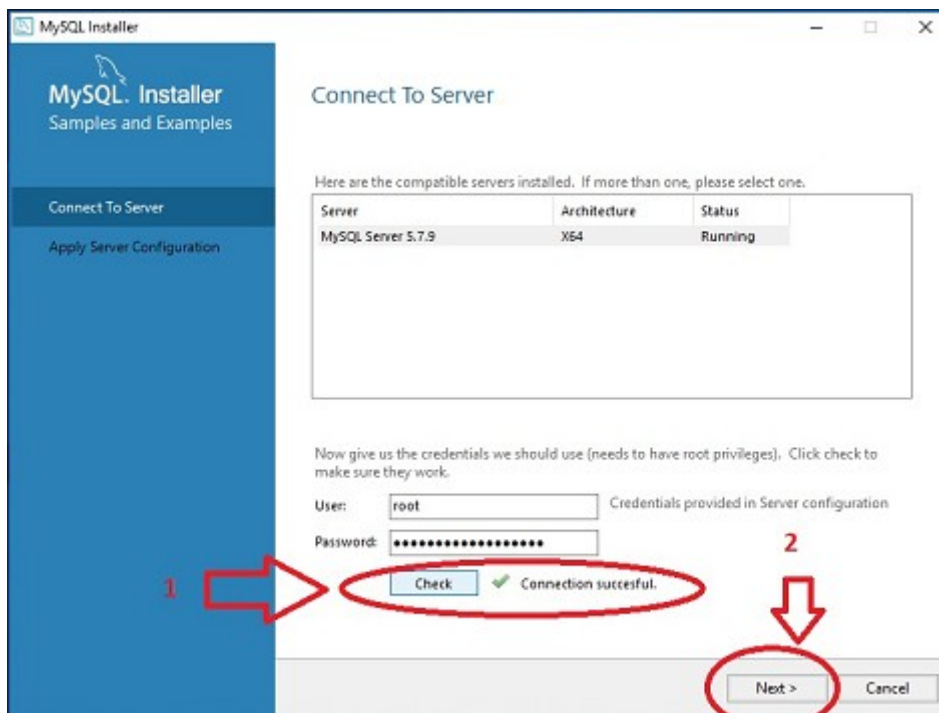 MySQL Installer
MySQL. Installer
Samples and Examples
Connect To Server
Apply Server Configuration
Connect To Server
Here are the compatible servers installed. If more than one, please select one.
Server Architecture Status
MySQL Server 5.7.9 X64 Running
Now give us the credentials we should use (needs to have root privileges). Click check to
make sure they work.
User: root Credentials provided in Server configuration
Password: ••••••••••••••••••
2
1
Check Connection succesful.
Next > Cancel